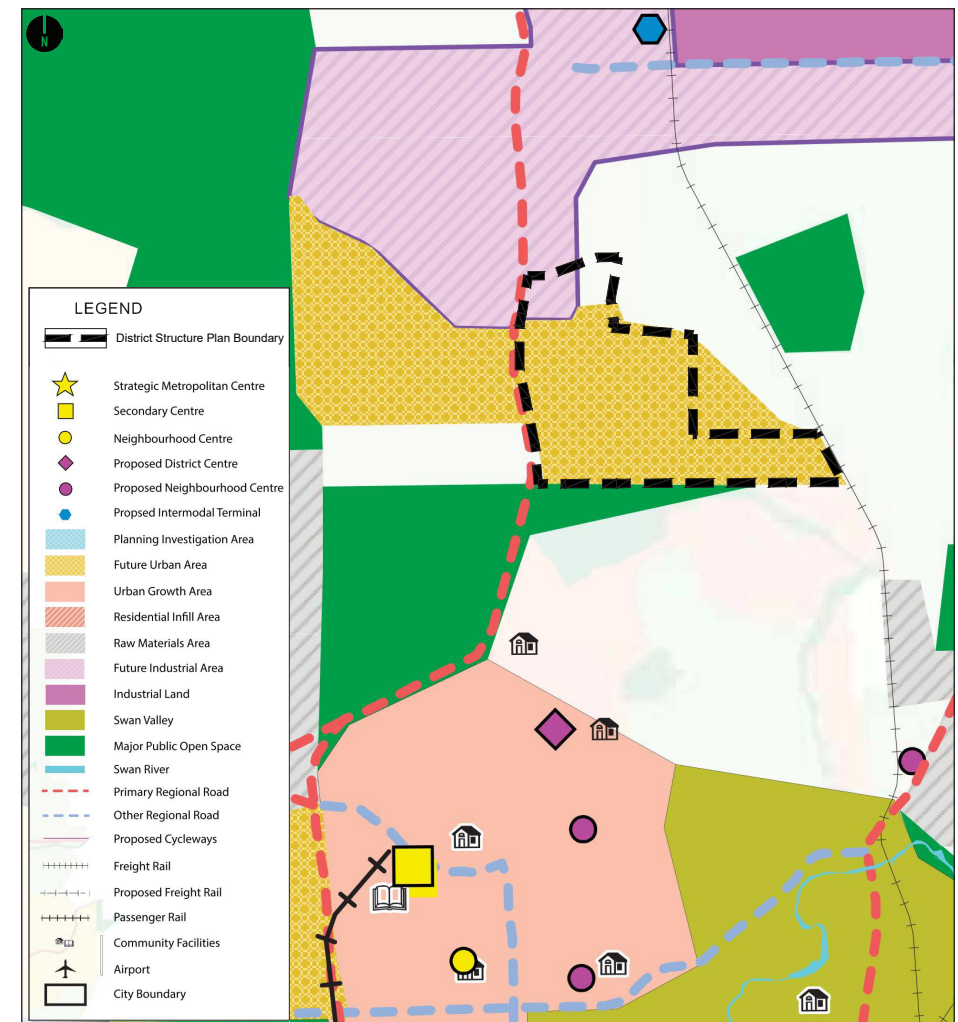 N
LEGEND
District Structure Plan Boundary
Strategic Metropolitan Centre
Secondary Centre
Neighbourhood Centre
Proposed District Centre
Proposed Neighbourhood Centre
Propsed Intermodal Terminal
Planning Investigation Area
Future Urban Area
Urban Growth Area
Residential Infill Area
Raw Materials Area
Future Industrial Area
Industrial Land
Swan Valley
Major Public Open Space
Swan River
Primary Regional Road
Other Regional Road
Proposed Cycleways
Freight Rail
Proposed Freight Rail
Passenger Rail
Community Facilities
Airport
City Boundary